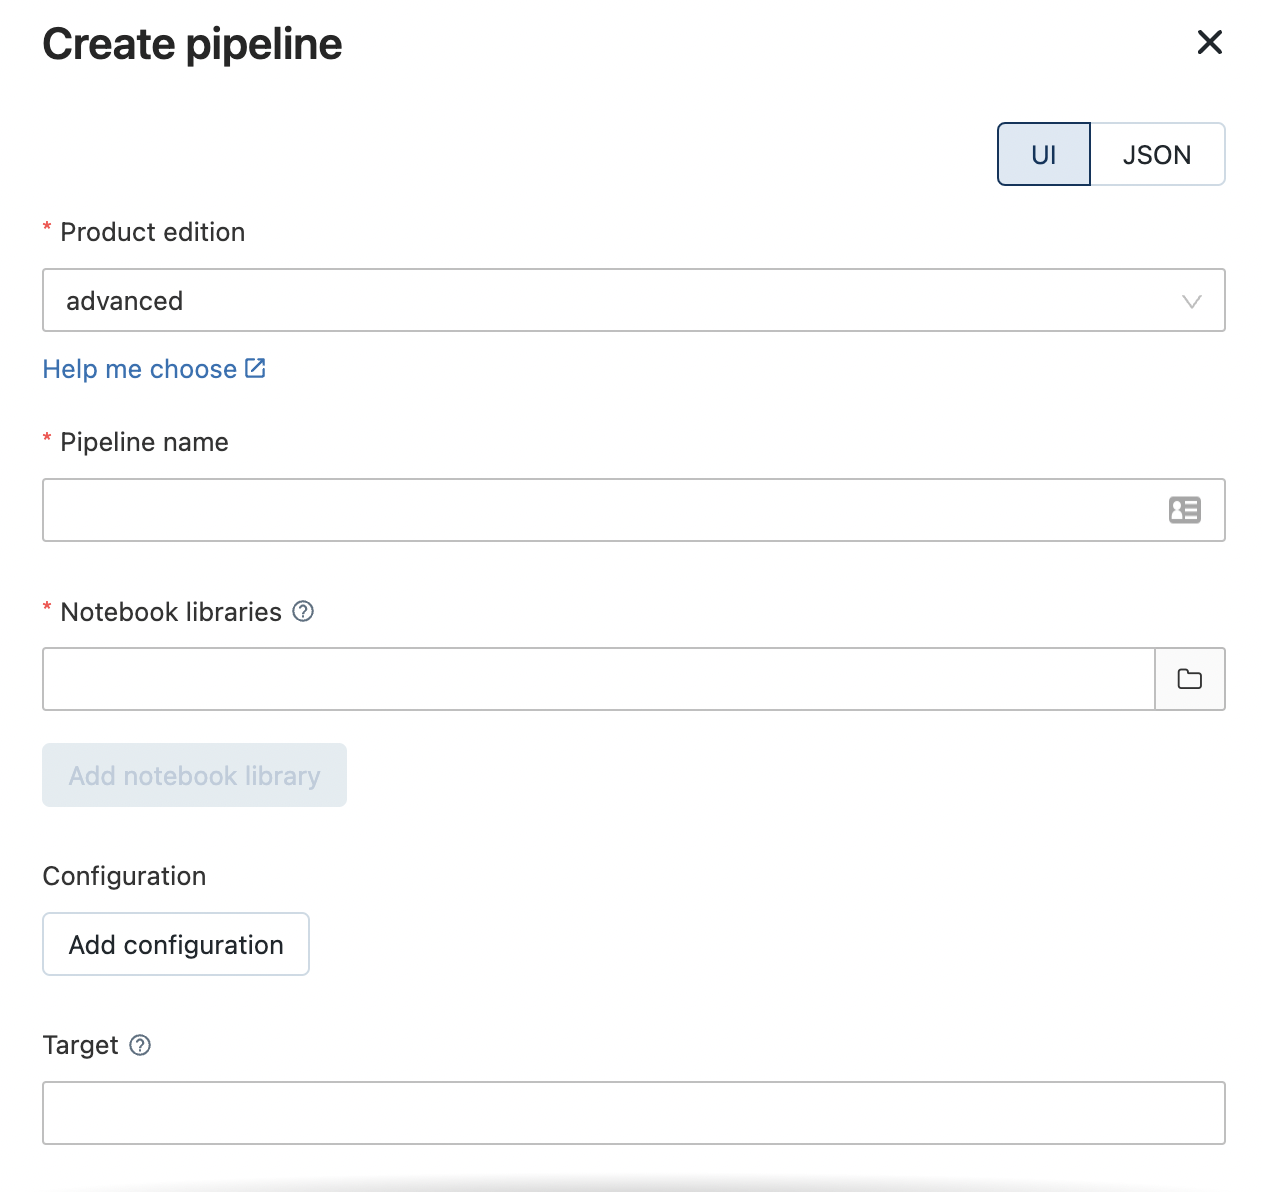 Create pipeline
UI JSON
* Product edition
advanced
Help me choose
* Pipeline name
* Notebook libraries ?
Add notebook library
Configuration
Add configuration
Target ?